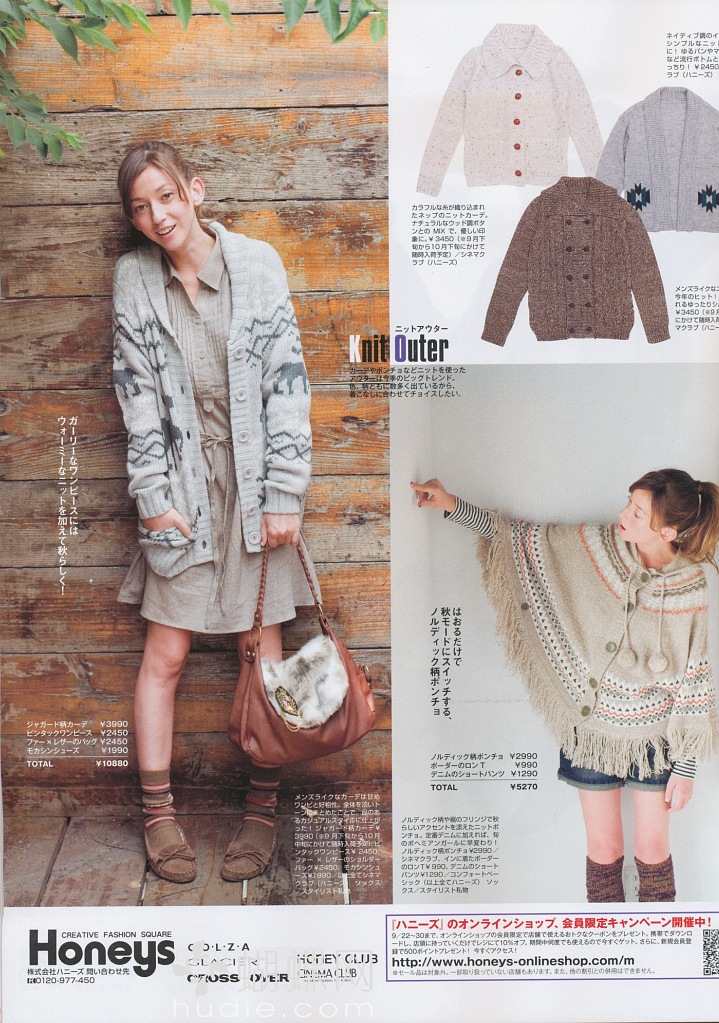 ネイティブ調のイ
シンプルなニット
に！ ゆるパンやマ
など流行ボトムと
っちり！ ¥2450
ラブ（ハニーズ）
カラフルな糸が織り込まれ
たネップのニットカーデ。
ナチュラルなウッド調ボタ
ンとの MIX で、優しい印
象に。¥3450（※9月下
旬から10月下旬にかけて
随時入荷予定）／シネマク
ラブ（ハニーズ）
メンズライクなニ
今年のヒット！
れるゆったりシル
¥3450（※9月
にかけて随時入
マクラブ（ハニー
ニットアウター
Knit Outer
カーデやポンチョなどニットを使った
アウターは今季のビッグトレンド。
色、柄ともに数多く出ているから、
着こなしに合わせてチョイスしたい。
ガーリーなワンピースには
ウォーミーなニットを加えて秋らしく！
はおるだけで
秋モードにスイッチする、
ノルディック柄ポンチョ
ジャガード柄カーデ ¥3990
ピンタックワンピース ¥2450
ファー×レザーのバッグ ¥2450
モカシンシューズ ¥1990
TOTAL ¥10880
メンズライクなカーデは甘め
ワンピと好相性。全体を淡いト
ーンにまとめたことで、品のある
カジュアルスタイルに仕上が
った！ ジャガード柄カーデ¥
3990（※9月下旬から10月
中旬にかけて随時入荷予定）、ピ
ンタックワンピース¥2450、
ファー×レザーのショルダー
バッグ¥2450、モカシンシュ
ーズ¥1990／以上全てシネマ
クラブ（ハニーズ） ソックス
／スタイリスト私物
ノルディック柄ポンチョ ¥2990
ボーダーのロンT ¥990
デニムのショートパンツ ¥1290
TOTAL ¥5270
ノルディック柄や裾のフリンジで秋
らしいアクセントを添えたニットポ
ンチョ。定番デニムに加えれば、旬
のボヘミアンガールに早変わり！
ノルディック柄ポンチョ¥2990／
シネマクラブ、インに着たボーダー
のロンT¥990、デニムのショート
パンツ¥1290／コンフォートベー
シック（以上全てハニーズ） ソッ
クス／スタイリスト私物
CREATIVE FASHION SQUARE
Honeys
株式会社ハニーズ 問い合わせ先
0120-977-450
C·O·L·Z·A
GLACIER
CROSS OVER
HONEY CLUB
CINEMA CLUB
『ハニーズ』のオンラインショップ、会員限定キャンペーン開催中！
9／22～30まで、オンラインショップの会員限定で店頭で使えるおトクなクーポンをプレゼント。携帯でダウンロ
ードし、店頭に持っていくだけでレジにて10％オフ。期間中何度でも使えるので今すぐゲット。さらに、新規会員登
録で500ポイントプレゼント！ 今すぐアクセス！
http://www.honeys-onlineshop.com/m
※セール品は対象外。一部取り扱っていない店舗もあります。また、他の割引との併用はできません。
hudie.com